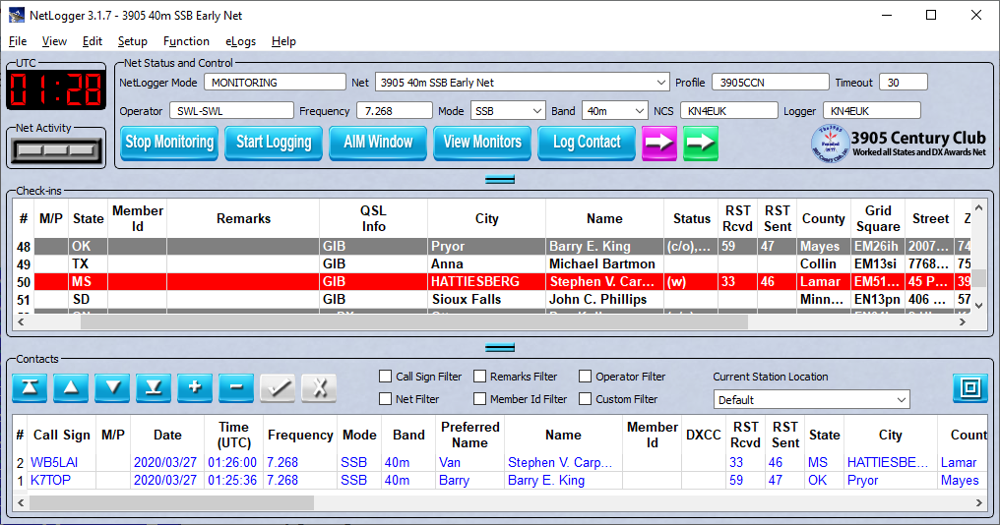 NetLogger 3.1.7 - 3905 40m SSB Early Net
File View Edit Setup Function eLogs Help
UTC
01:28
Net Activity
Net Status and Control
NetLogger Mode MONITORING Net 3905 40m SSB Early Net Profile 3905CCN Timeout 30
Operator SWL-SWL Frequency 7.268 Mode SSB Band 40m NCS KN4EUK Logger KN4EUK
Stop Monitoring Start Logging AIM Window View Monitors Log Contact
3905 Century Club
Worked all States and DX Awards Net
Check-ins
# M/P State Member Id Remarks QSL Info City Name Status RST Rcvd RST Sent County Grid Square Street Z
48 OK GIB Pryor Barry E. King (c/o),... 59 47 Mayes EM26ih 2007... 74
49 TX GIB Anna Michael Bartmon Collin EM13si 7768... 75
50 MS GIB HATTIESBERG Stephen V. Car... (w) 33 46 Lamar EM51... 45 P... 39
51 SD GIB Sioux Falls John C. Phillips Minn... EN13pn 406 ... 57
Contacts
Call Sign Filter Remarks Filter Operator Filter
Net Filter Member Id Filter Custom Filter
Current Station Location
Default
# Call Sign M/P Date Time (UTC) Frequency Mode Band Preferred Name Name Member Id DXCC RST Rcvd RST Sent State City Count
2 WB5LAI 2020/03/27 01:26:00 7.268 SSB 40m Van Stephen V. Carp... 33 46 MS HATTIESBE... Lamar
1 K7TOP 2020/03/27 01:25:36 7.268 SSB 40m Barry Barry E. King 59 47 OK Pryor Mayes